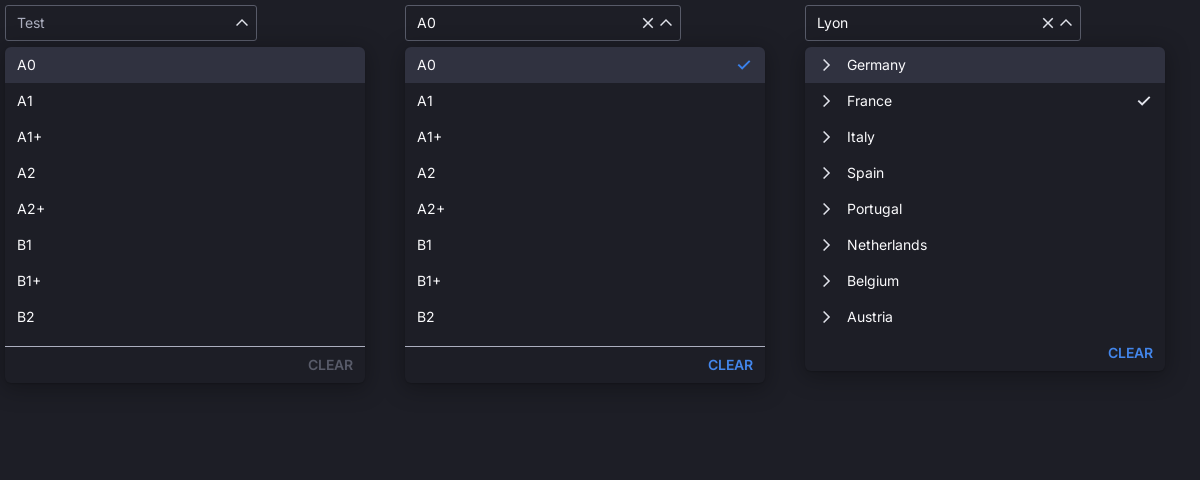 Test
A0
A1
A1+
A2
A2+
B1
B1+
B2
CLEAR
A0
A0
A1
A1+
A2
A2+
B1
B1+
B2
CLEAR
Lyon
Germany
France
Italy
Spain
Portugal
Netherlands
Belgium
Austria
CLEAR